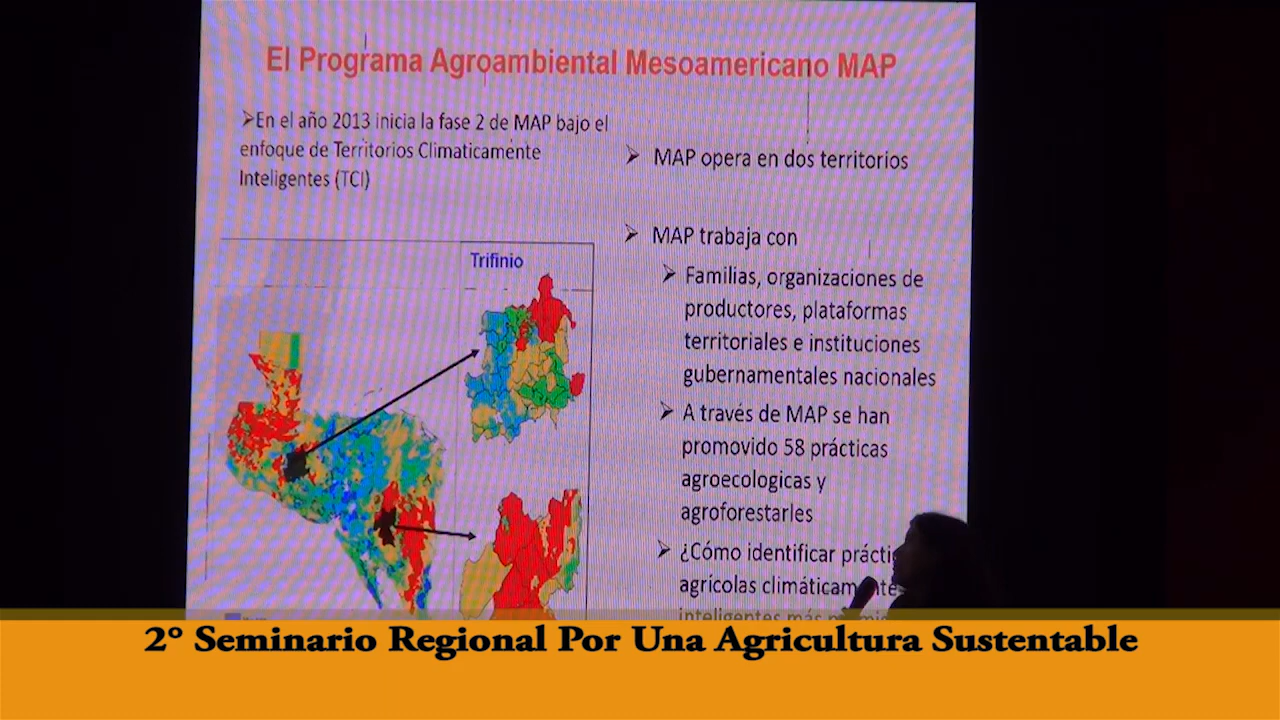 El Programa Agroambiental Mesoamericano MAP
➢En el año 2013 inicia la fase 2 de MAP bajo el
enfoque de Territorios Climaticamente
Inteligentes (TCI)
Trifinio
➢ MAP opera en dos territorios
➢ MAP trabaja con
➢ Familias, organizaciones de
productores, plataformas
territoriales e instituciones
gubernamentales nacionales
➢ A través de MAP se han
promovido 58 prácticas
agroecologicas y
agroforestarles
➢ ¿Cómo identificar
agrícolas
inteligentes más
2° Seminario Regional Por Una Agricultura Sustentable